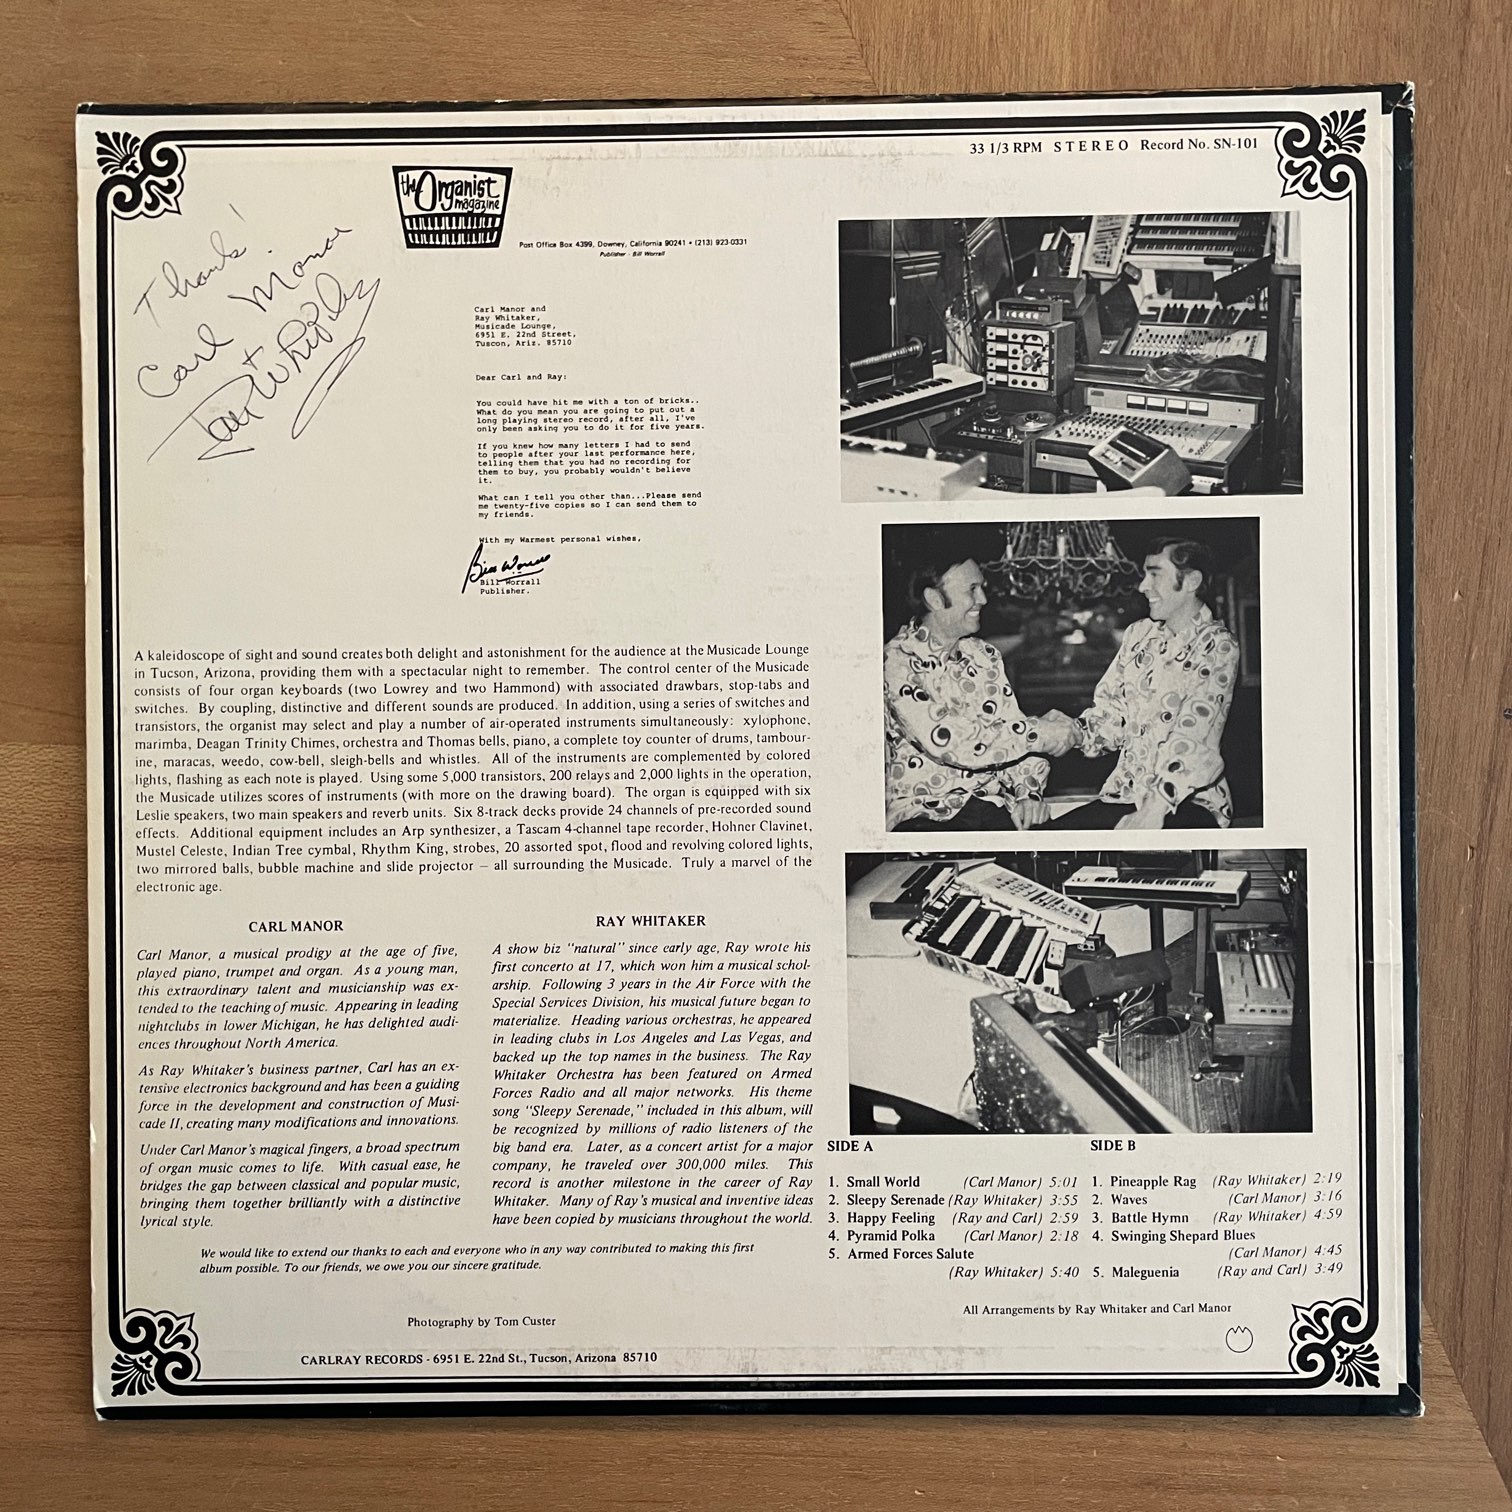 33 1/3 RPM STEREO Record No. SN-101
the Organist
magazine
Post Office Box 4399, Downey, California 90241 • (213) 923-0331
Publisher - Bill Worrall
Thanks!
Carl Manor
Carl Manor and
Ray Whitaker,
Musicade Lounge,
6951 E. 22nd Street,
Tuscon, Ariz. 85710
Dear Carl and Ray:
You could have hit me with a ton of bricks..
What do you mean you are going to put out a
long playing stereo record, after all, I've
only been asking you to do it for five years.
If you knew how many letters I had to send
to people after your last performance here,
telling them that you had no recording for
them to buy, you probably wouldn't believe
it.
What can I tell you other than...Please send
me twenty-five copies so I can send them to
my friends.
With my Warmest personal wishes,
Bill Worrall
Bill Worrall
Publisher.
A kaleidoscope of sight and sound creates both delight and astonishment for the audience at the Musicade Lounge
in Tucson, Arizona, providing them with a spectacular night to remember. The control center of the Musicade
consists of four organ keyboards (two Lowrey and two Hammond) with associated drawbars, stop-tabs and
switches. By coupling, distinctive and different sounds are produced. In addition, using a series of switches and
transistors, the organist may select and play a number of air-operated instruments simultaneously: xylophone,
marimba, Deagan Trinity Chimes, orchestra and Thomas bells, piano, a complete toy counter of drums, tambour-
ine, maracas, weedo, cow-bell, sleigh-bells and whistles. All of the instruments are complemented by colored
lights, flashing as each note is played. Using some 5,000 transistors, 200 relays and 2,000 lights in the operation,
the Musicade utilizes scores of instruments (with more on the drawing board). The organ is equipped with six
Leslie speakers, two main speakers and reverb units. Six 8-track decks provide 24 channels of pre-recorded sound
effects. Additional equipment includes an Arp synthesizer, a Tascam 4-channel tape recorder, Hohner Clavinet,
Mustel Celeste, Indian Tree cymbal, Rhythm King, strobes, 20 assorted spot, flood and revolving colored lights,
two mirrored balls, bubble machine and slide projector – all surrounding the Musicade. Truly a marvel of the
electronic age.
CARL MANOR
Carl Manor, a musical prodigy at the age of five,
played piano, trumpet and organ. As a young man,
this extraordinary talent and musicianship was ex-
tended to the teaching of music. Appearing in leading
nightclubs in lower Michigan, he has delighted audi-
ences throughout North America.
As Ray Whitaker's business partner, Carl has an ex-
tensive electronics background and has been a guiding
force in the development and construction of Musi-
cade II, creating many modifications and innovations.
Under Carl Manor's magical fingers, a broad spectrum
of organ music comes to life. With casual ease, he
bridges the gap between classical and popular music,
bringing them together brilliantly with a distinctive
lyrical style.
RAY WHITAKER
A show biz "natural" since early age, Ray wrote his
first concerto at 17, which won him a musical schol-
arship. Following 3 years in the Air Force with the
Special Services Division, his musical future began to
materialize. Heading various orchestras, he appeared
in leading clubs in Los Angeles and Las Vegas, and
backed up the top names in the business. The Ray
Whitaker Orchestra has been featured on Armed
Forces Radio and all major networks. His theme
song "Sleepy Serenade," included in this album, will
be recognized by millions of radio listeners of the
big band era. Later, as a concert artist for a major
company, he traveled over 300,000 miles. This
record is another milestone in the career of Ray
Whitaker. Many of Ray's musical and inventive ideas
have been copied by musicians throughout the world.
We would like to extend our thanks to each and everyone who in any way contributed to making this first
album possible. To our friends, we owe you our sincere gratitude.
SIDE A
1. Small World (Carl Manor) 5:01
2. Sleepy Serenade (Ray Whitaker) 3:55
3. Happy Feeling (Ray and Carl) 2:59
4. Pyramid Polka (Carl Manor) 2:18
5. Armed Forces Salute
(Ray Whitaker) 5:40
SIDE B
1. Pineapple Rag (Ray Whitaker) 2:19
2. Waves (Carl Manor) 3:16
3. Battle Hymn (Ray Whitaker) 4:59
4. Swinging Shepard Blues
(Carl Manor) 4:45
5. Maleguenia (Ray and Carl) 3:49
All Arrangements by Ray Whitaker and Carl Manor
Photography by Tom Custer
CARLRAY RECORDS - 6951 E. 22nd St., Tucson, Arizona 85710